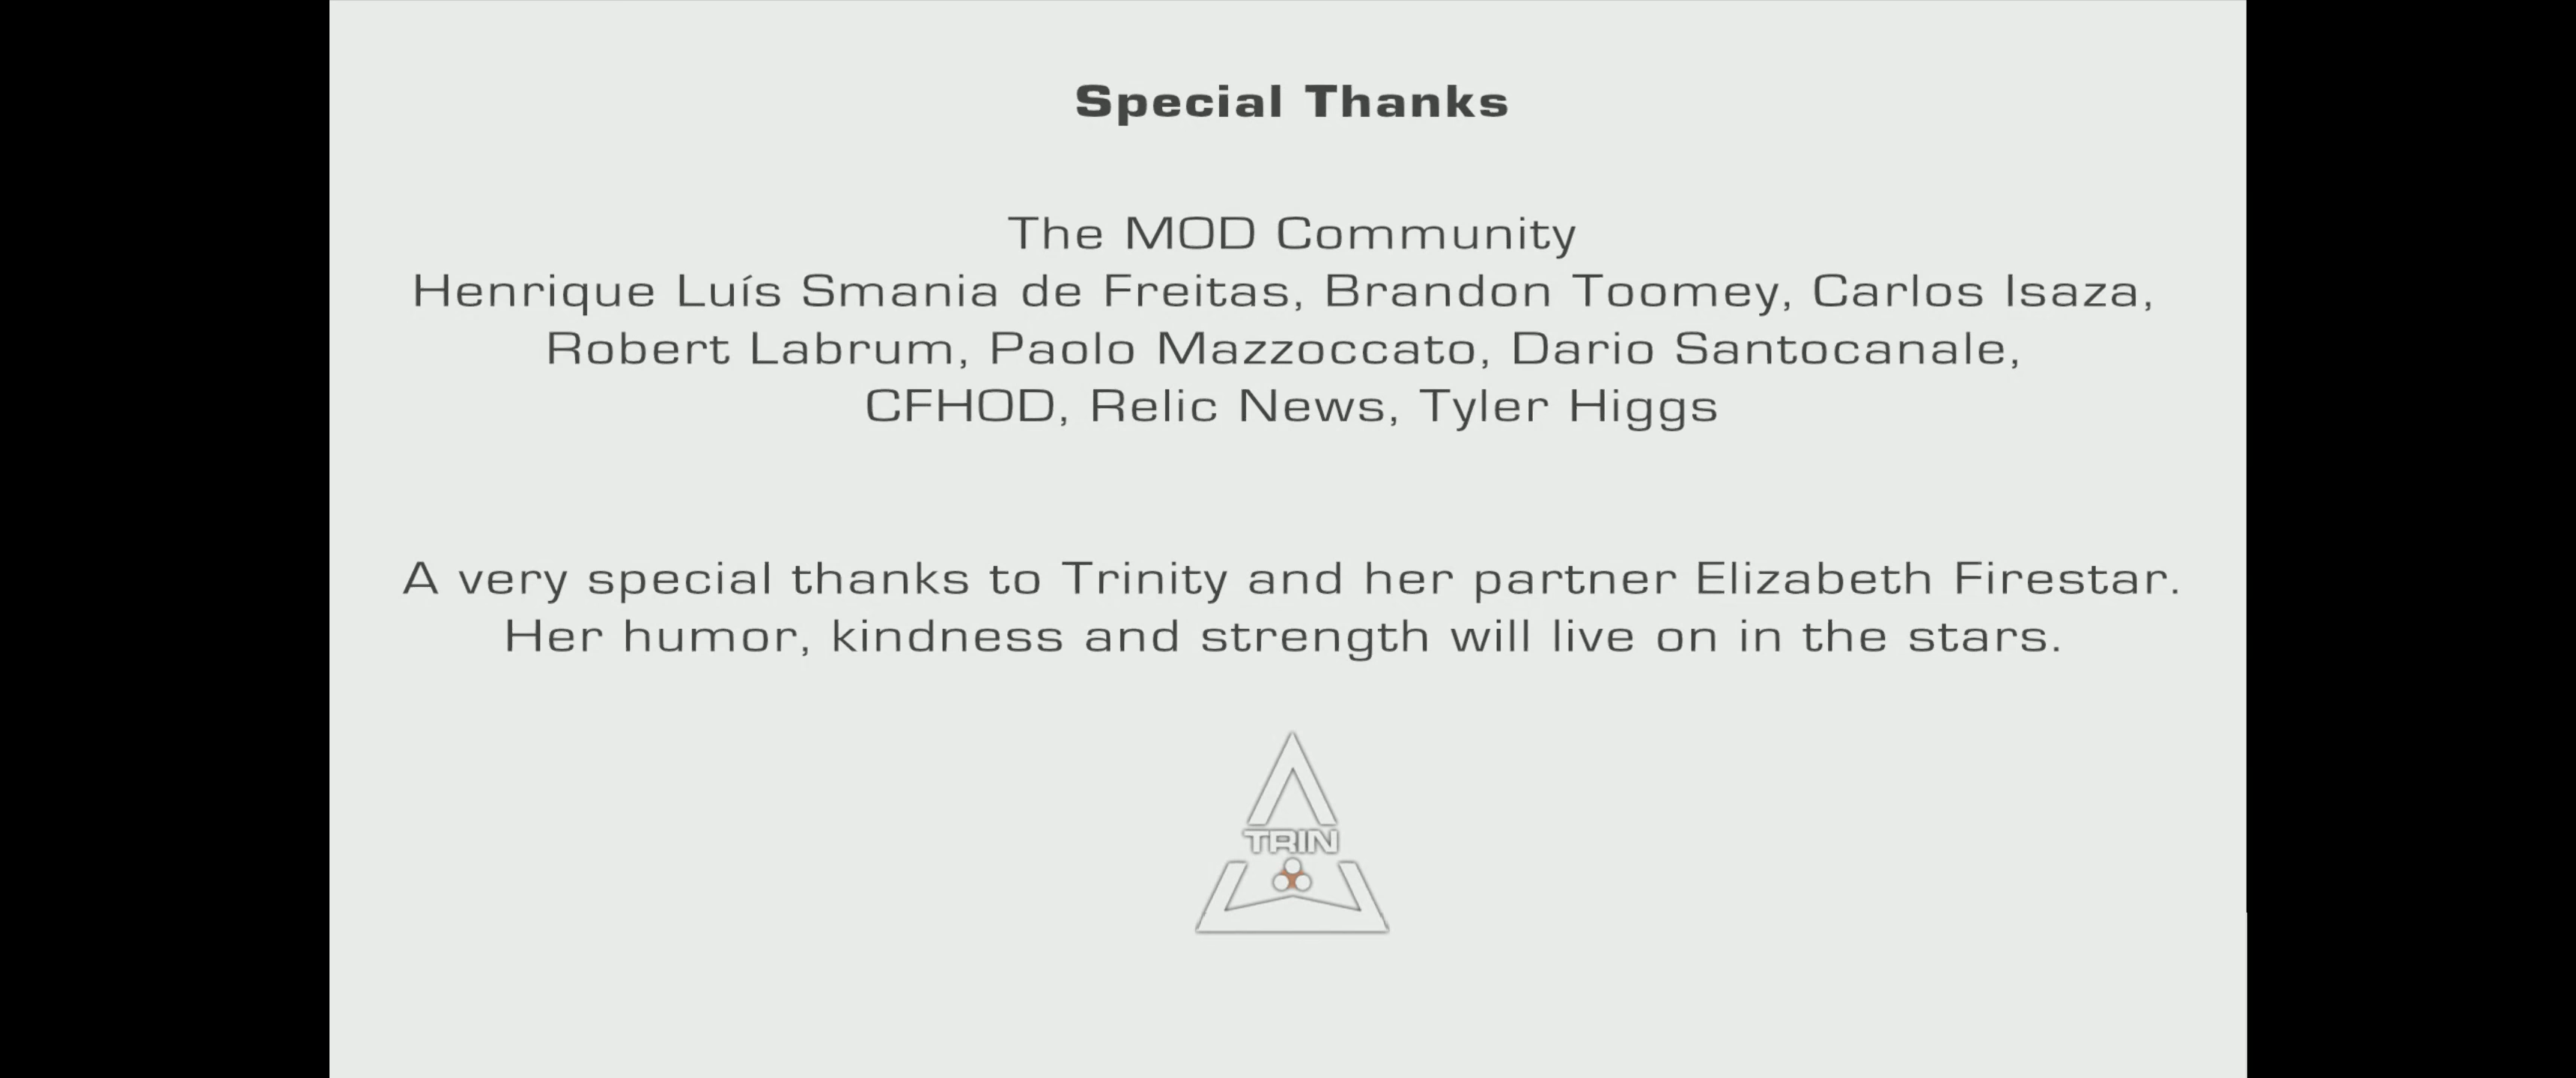 Special Thanks
The MOD Community
Henrique Luís Smania de Freitas, Brandon Toomey, Carlos Isaza,
Robert Labrum, Paolo Mazzoccato, Dario Santocanale,
CFHOD, Relic News, Tyler Higgs
A very special thanks to Trinity and her partner Elizabeth Firestar.
Her humor, kindness and strength will live on in the stars.
TRIN